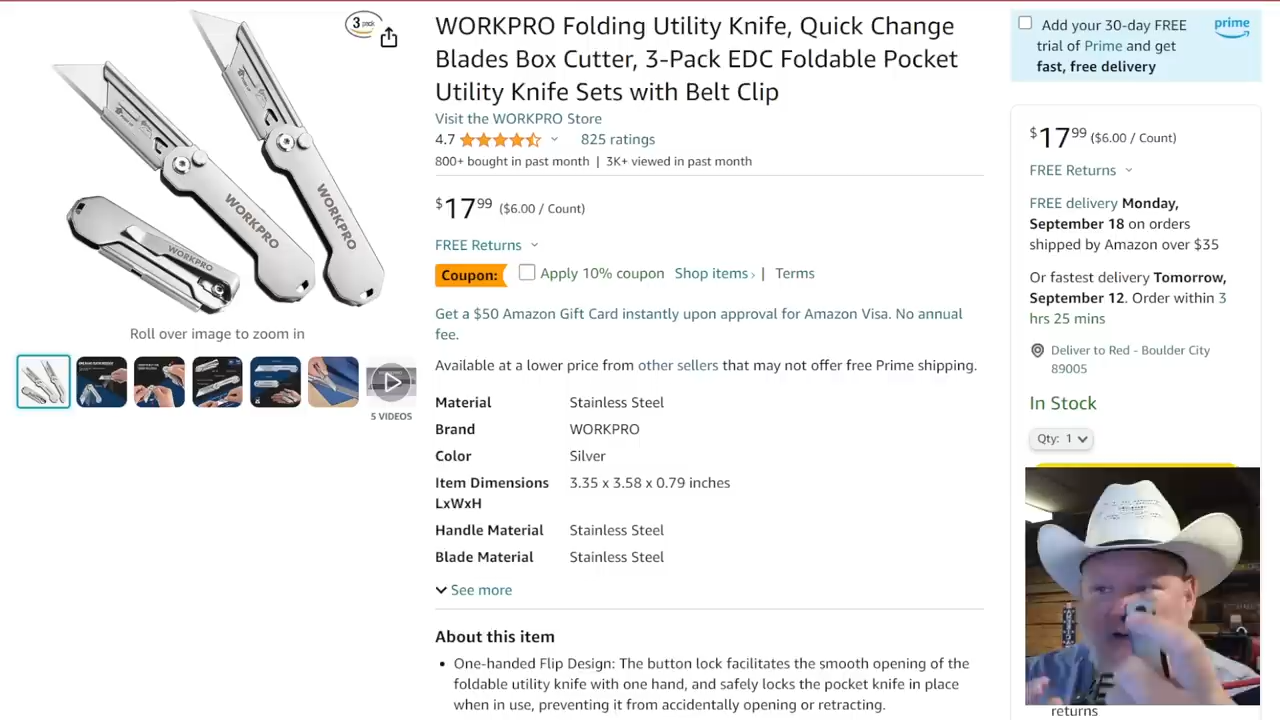 3 pack
WORKPRO
WORKPRO
WORKPRO
Roll over image to zoom in
5 VIDEOS
WORKPRO Folding Utility Knife, Quick Change
Blades Box Cutter, 3-Pack EDC Foldable Pocket
Utility Knife Sets with Belt Clip
Visit the WORKPRO Store
4.7 825 ratings
800+ bought in past month | 3K+ viewed in past month
$17.99 ($6.00 / Count)
FREE Returns
Coupon: Apply 10% coupon Shop items› | Terms
Get a $50 Amazon Gift Card instantly upon approval for Amazon Visa. No annual
fee.
Available at a lower price from other sellers that may not offer free Prime shipping.
Material Stainless Steel
Brand WORKPRO
Color Silver
Item Dimensions 3.35 x 3.58 x 0.79 inches
LxWxH
Handle Material Stainless Steel
Blade Material Stainless Steel
See more
About this item
• One-handed Flip Design: The button lock facilitates the smooth opening of the
foldable utility knife with one hand, and safely locks the pocket knife in place
when in use, preventing it from accidentally opening or retracting.
Add your 30-day FREE
trial of Prime and get
fast, free delivery
prime
$17.99 ($6.00 / Count)
FREE Returns
FREE delivery Monday,
September 18 on orders
shipped by Amazon over $35
Or fastest delivery Tomorrow,
September 12. Order within 3
hrs 25 mins
Deliver to Red - Boulder City
89005
In Stock
Qty: 1
returns